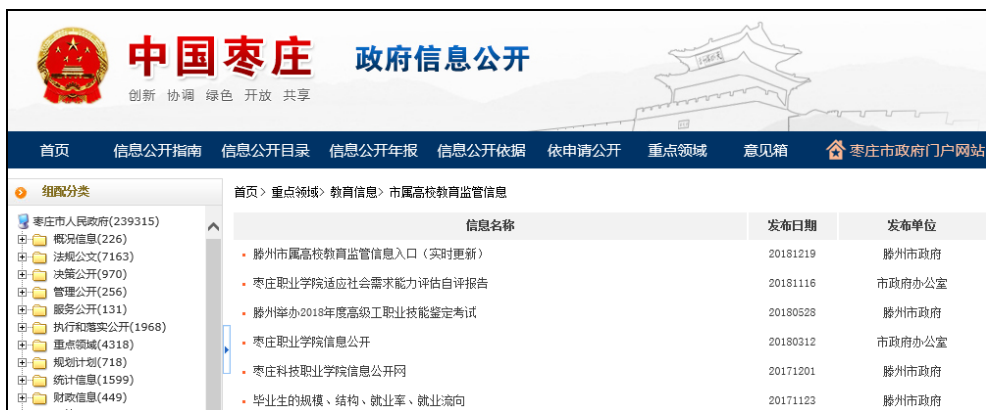 中国枣庄 政府信息公开
创新 协调 绿色 开放 共享
首页 信息公开指南 信息公开目录 信息公开年报 信息公开依据 依申请公开 重点领域 意见箱 枣庄市政府门户网站
组配分类
首页> 重点领域> 教育信息> 市属高校教育监管信息
枣庄市人民政府(239315)
概况信息(226)
法规公文(7163)
决策公开(970)
管理公开(256)
服务公开(131)
执行和落实公开(1968)
重点领域(4318)
规划计划(718)
统计信息(1599)
财政信息(449)
信息名称 发布日期 发布单位
滕州市属高校教育监管信息入口（实时更新） 20181219 滕州市政府
枣庄职业学院适应社会需求能力评估自评报告 20181116 市政府办公室
滕州举办2018年度高级工职业技能鉴定考试 20180528 滕州市政府
枣庄职业学院信息公开 20180312 市政府办公室
枣庄科技职业学院信息公开网 20171201 滕州市政府
毕业生的规模、结构、就业率、就业流向 20171123 滕州市政府